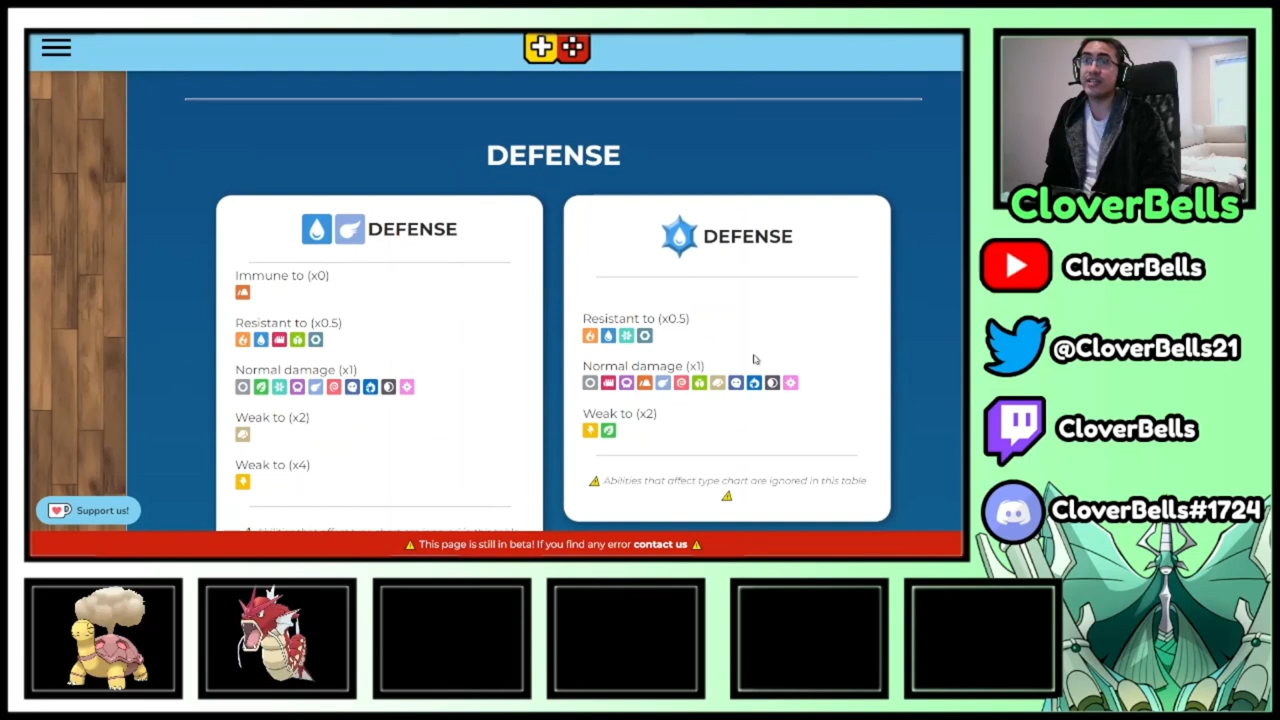 DEFENSE
DEFENSE
Immune to (x0)
Resistant to (x0.5)
Normal damage (x1)
Weak to (x2)
Weak to (x4)
DEFENSE
Resistant to (x0.5)
Normal damage (x1)
Weak to (x2)
Abilities that affect type chart are ignored in this table
Support us!
This page is still in beta! If you find any error contact us
CloverBells
CloverBells
@CloverBells21
CloverBells
CloverBells#1724